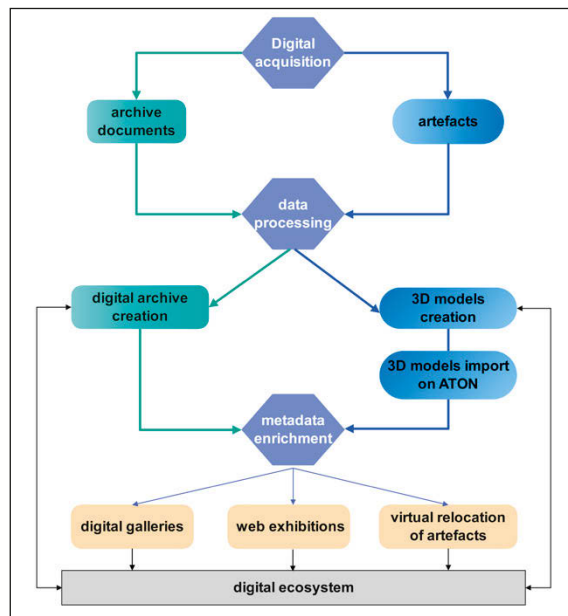 Digital
acquisition
archive
documents
artefacts
data
processing
digital archive
creation
3D models
creation
3D models import
on ATON
metadata
enrichment
digital galleries
web exhibitions
virtual relocation
of artefacts
digital ecosystem